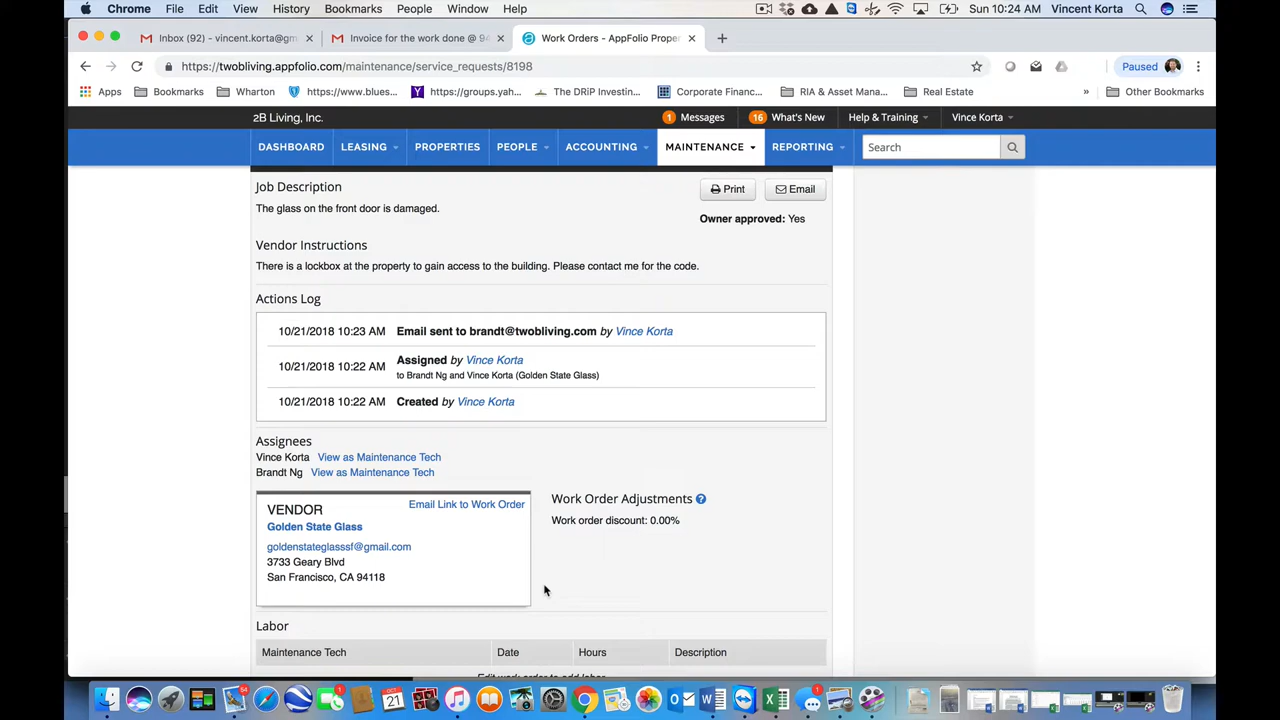 Chrome File Edit View History Bookmarks People Window Help Sun 10:24 AM Vincent Korta
Inbox (92) - vincent.korta@gm × Invoice for the work done @ 94 × Work Orders - AppFolio Proper ×
https://twobliving.appfolio.com/maintenance/service_requests/8198 Paused
Apps Bookmarks Wharton https://www.blues... https://groups.yah... The DRiP Investin... Corporate Financ... RIA & Asset Mana... Real Estate » Other Bookmarks
2B Living, Inc. 1 Messages 16 What's New Help & Training Vince Korta
DASHBOARD LEASING PROPERTIES PEOPLE ACCOUNTING MAINTENANCE REPORTING Search
Job Description Print Email
The glass on the front door is damaged.
Owner approved: Yes
Vendor Instructions
There is a lockbox at the property to gain access to the building. Please contact me for the code.
Actions Log
10/21/2018 10:23 AM Email sent to brandt@twobliving.com by Vince Korta
10/21/2018 10:22 AM Assigned by Vince Korta
to Brandt Ng and Vince Korta (Golden State Glass)
10/21/2018 10:22 AM Created by Vince Korta
Assignees
Vince Korta View as Maintenance Tech
Brandt Ng View as Maintenance Tech
VENDOR Email Link to Work Order
Golden State Glass
goldenstateglasssf@gmail.com
3733 Geary Blvd
San Francisco, CA 94118
Work Order Adjustments ?
Work order discount: 0.00%
Labor
Maintenance Tech Date Hours Description
Edit work order to add labor